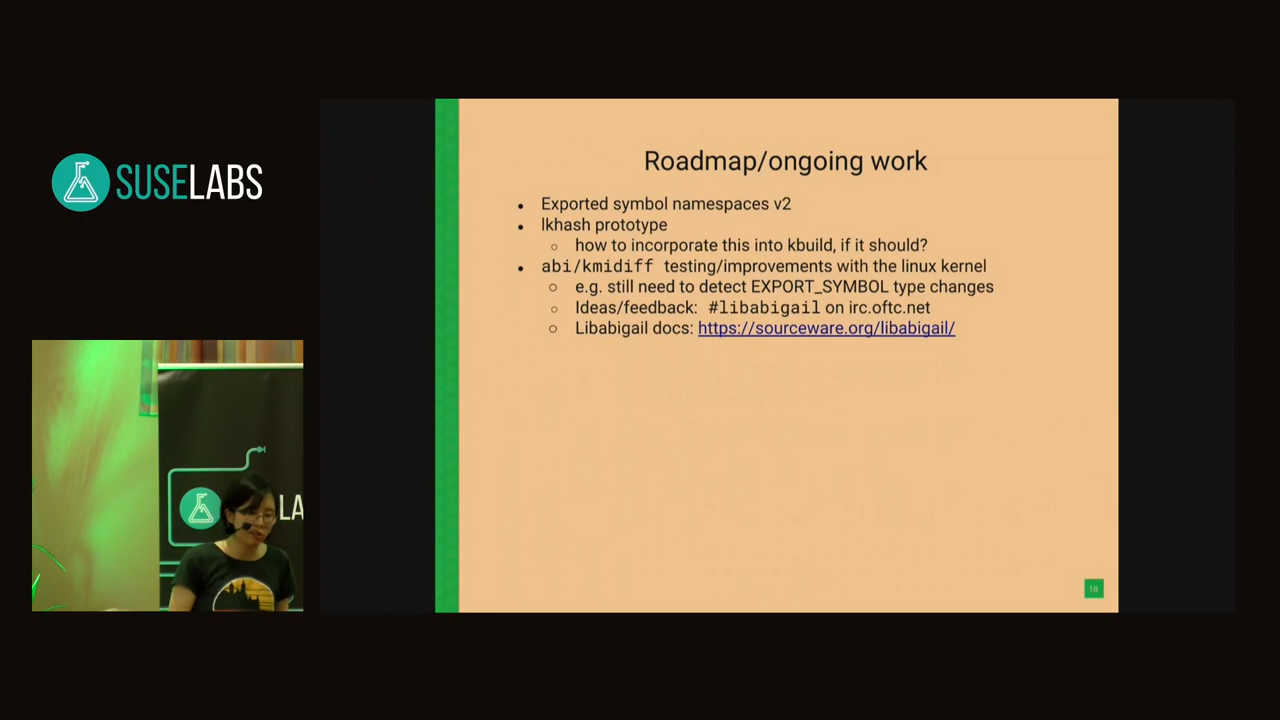 SUSELABS
Roadmap/ongoing work
• Exported symbol namespaces v2
• lkhash prototype
○ how to incorporate this into kbuild, if it should?
• abi/kmidiff testing/improvements with the linux kernel
○ e.g. still need to detect EXPORT_SYMBOL type changes
○ Ideas/feedback: #libabigail on irc.oftc.net
○ Libabigail docs: https://sourceware.org/libabigail/
LA
18